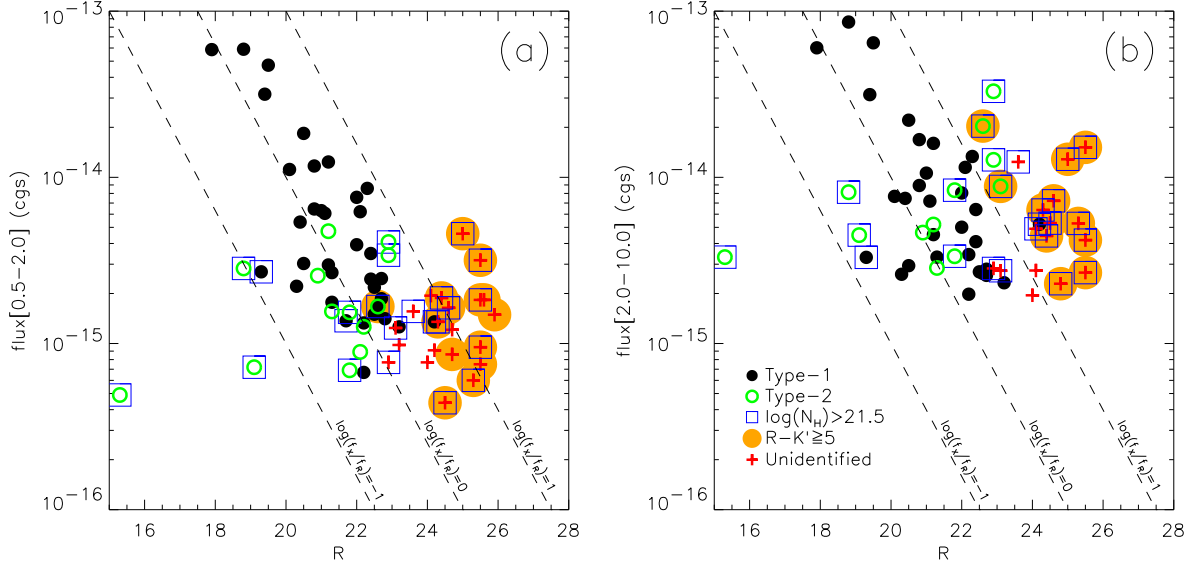 10⁻¹³
10⁻¹⁴
10⁻¹⁵
10⁻¹⁶
flux[0.5−2.0] (cgs)
(a)
log(f_X/f_R)=−1
log(f_X/f_R)=0
log(f_X/f_R)=1
16 18 20 22 24 26 28
R
10⁻¹³
10⁻¹⁴
10⁻¹⁵
10⁻¹⁶
flux[2.0−10.0] (cgs)
(b)
Type−1
Type−2
log(N_H)>21.5
R−K'≧5
Unidentified
log(f_X/f_R)=−1
log(f_X/f_R)=0
log(f_X/f_R)=1
16 18 20 22 24 26 28
R